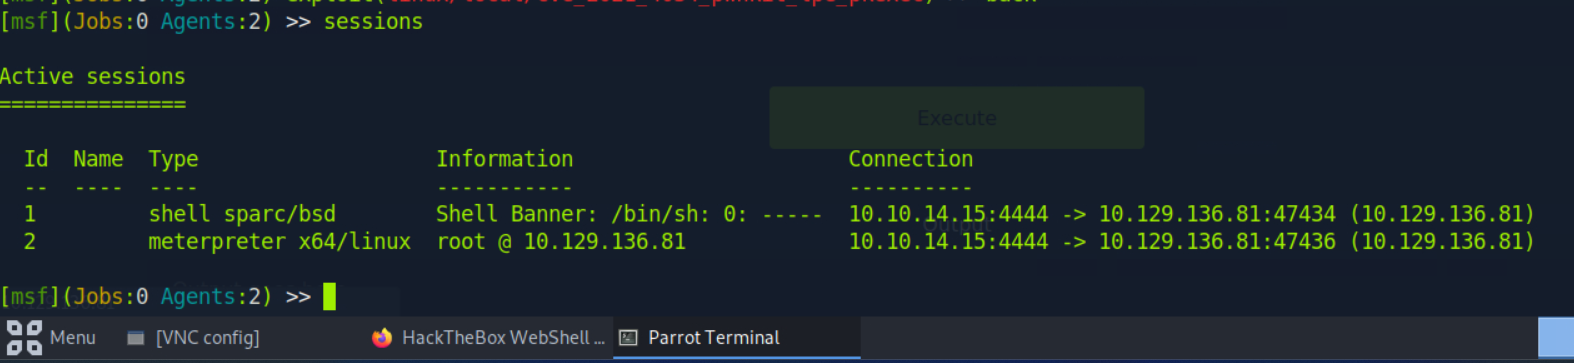 [msf](Jobs:0 Agents:2) >> sessions
Active sessions
===============
Id  Name  Type                  Information                      Connection
--  ----  ----                  -----------                      ----------
1         shell sparc/bsd       Shell Banner: /bin/sh: 0: -----  10.10.14.15:4444 -> 10.129.136.81:47434 (10.129.136.81)
2         meterpreter x64/linux  root @ 10.129.136.81            10.10.14.15:4444 -> 10.129.136.81:47436 (10.129.136.81)
Execute
Output
[msf](Jobs:0 Agents:2) >>
Menu [VNC config] HackTheBox WebShell ... Parrot Terminal